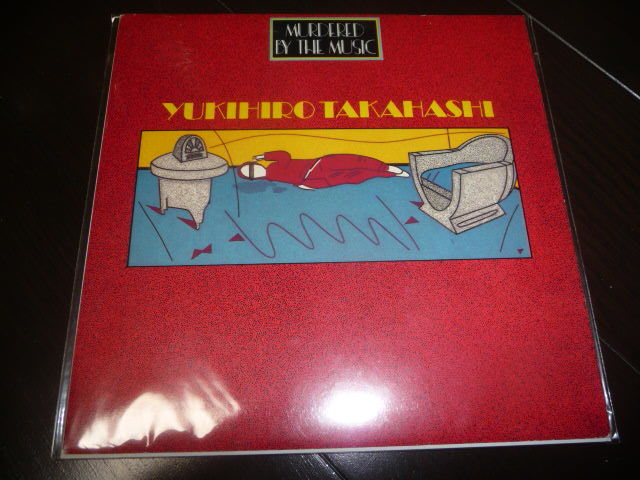 MURDERED
BY THE MUSIC
YUKIHIRO TAKAHASHI